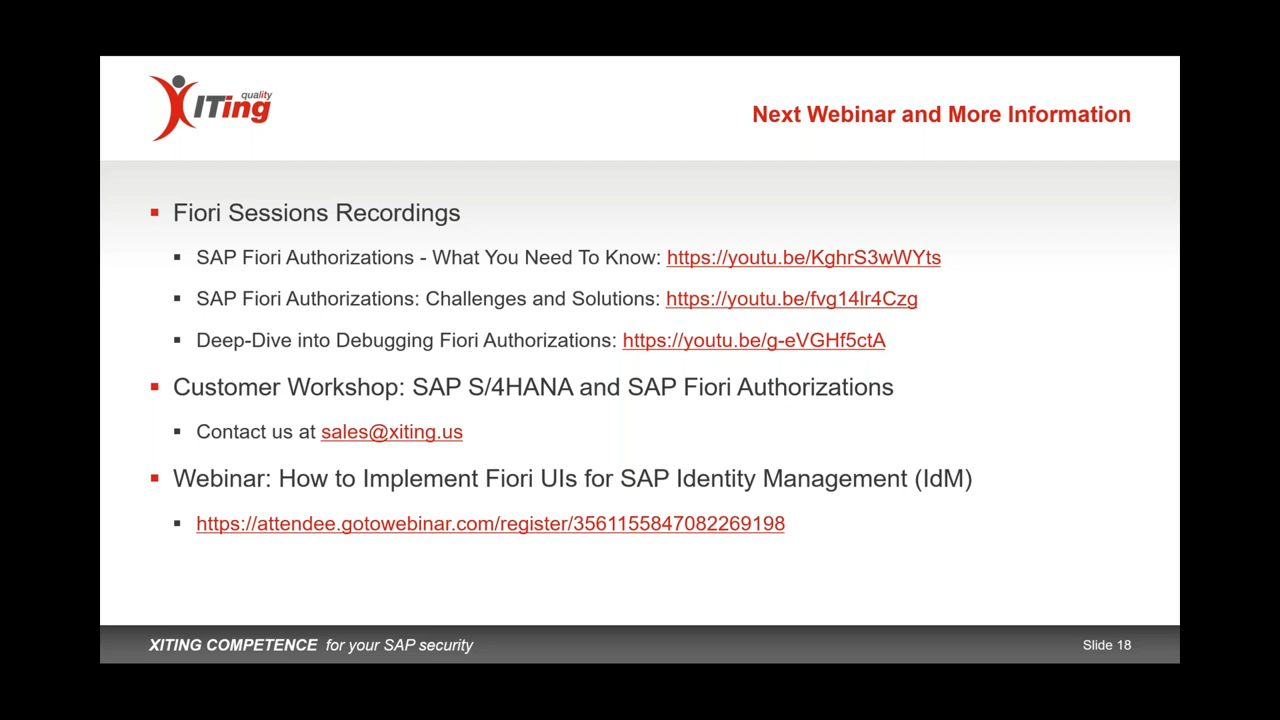 quality
XITing
Next Webinar and More Information
Fiori Sessions Recordings
SAP Fiori Authorizations - What You Need To Know: https://youtu.be/KghrS3wWYts
SAP Fiori Authorizations: Challenges and Solutions: https://youtu.be/fvg14lr4Czg
Deep-Dive into Debugging Fiori Authorizations: https://youtu.be/g-eVGHf5ctA
Customer Workshop: SAP S/4HANA and SAP Fiori Authorizations
Contact us at sales@xiting.us
Webinar: How to Implement Fiori UIs for SAP Identity Management (IdM)
https://attendee.gotowebinar.com/register/3561155847082269198
XITING COMPETENCE for your SAP security
Slide 18